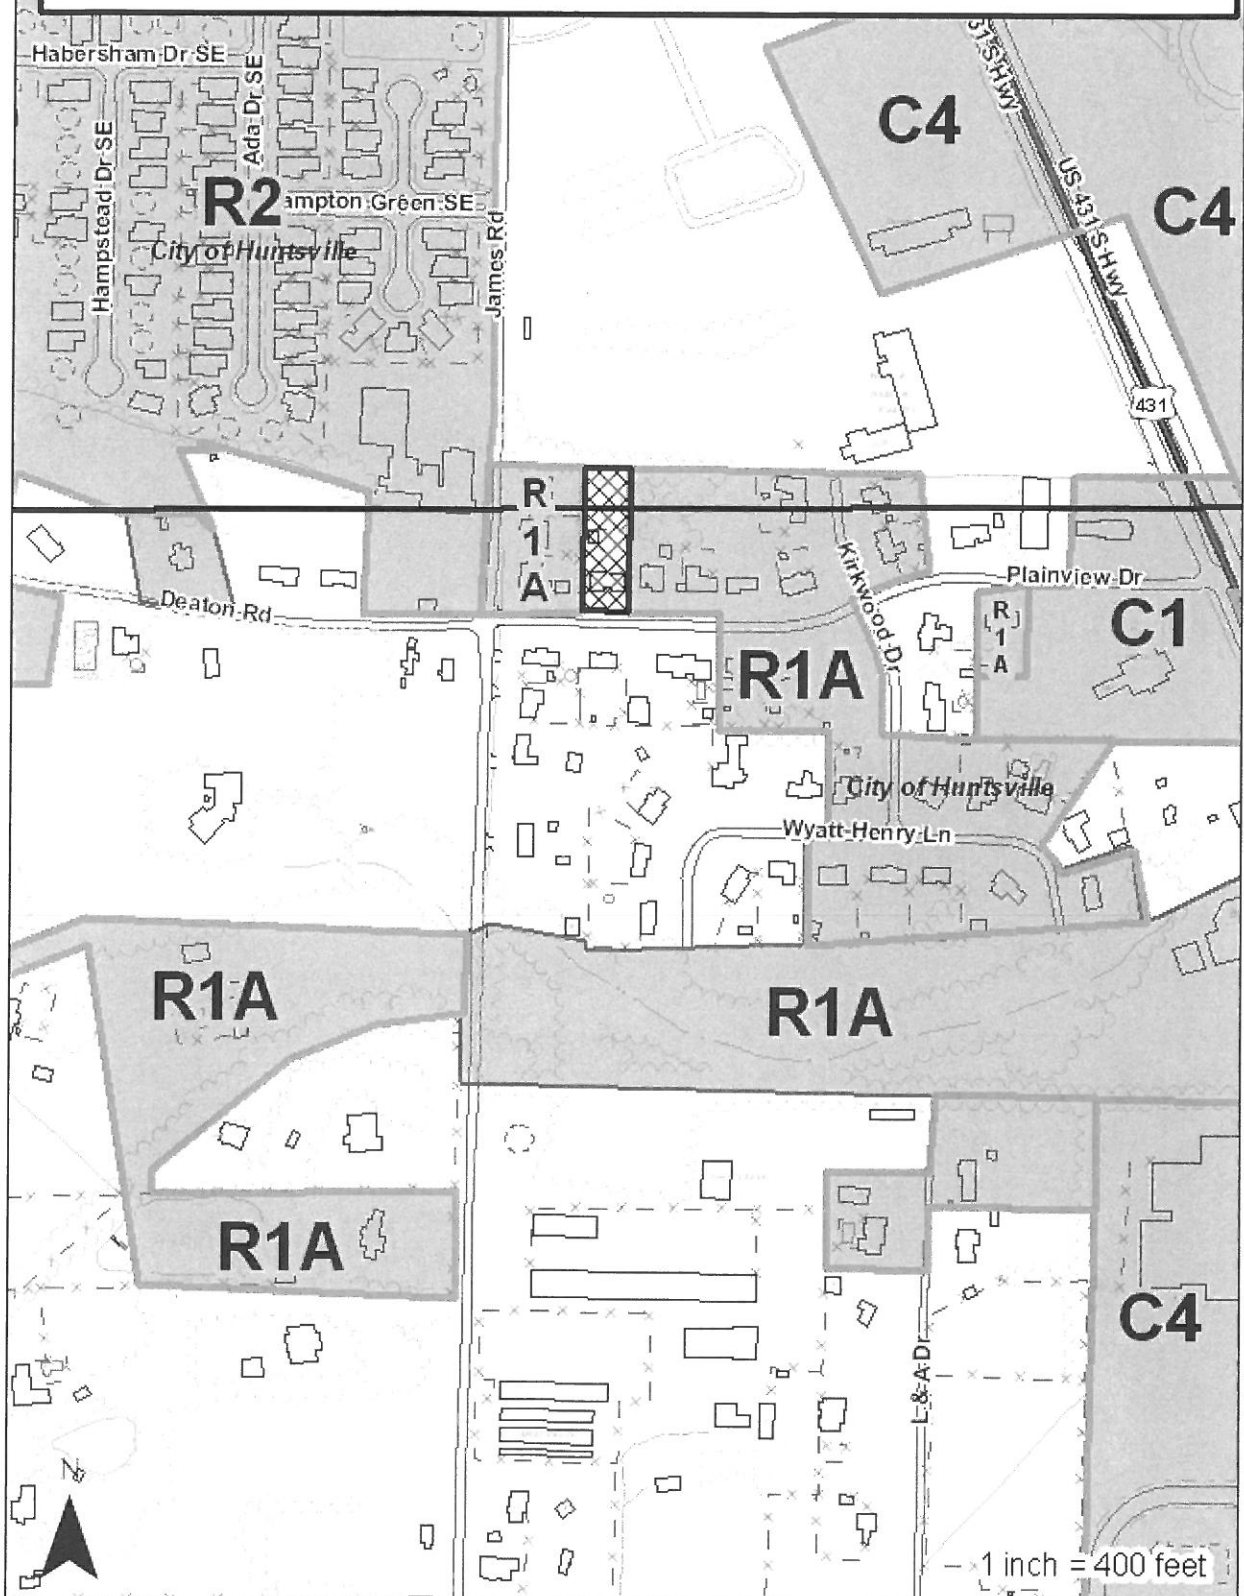 Habersham Dr SE
Ada Dr SE
Hampstead Dr SE
R2
ampton Green SE
City of Huntsville
James Rd
31 S Hwy
C4
US 431 S Hwy
C4
431
R
1
A
Kirkwood Dr
Plainview Dr
Deaton Rd
R
1
A
C1
R1A
City of Huntsville
Wyatt Henry Ln
R1A
R1A
R1A
C4
L & A Dr
N
1 inch = 400 feet